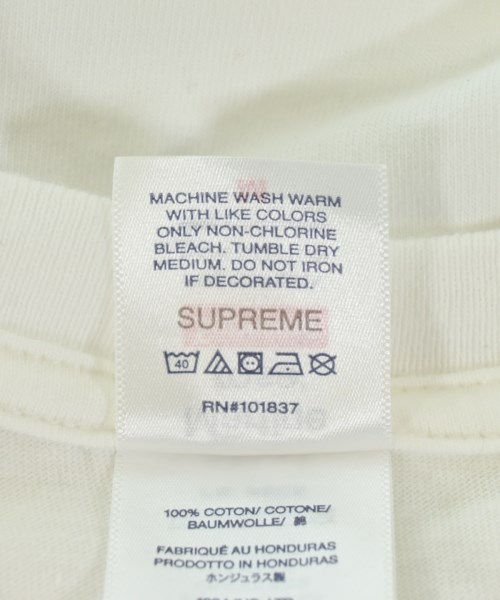 MACHINE WASH WARM
WITH LIKE COLORS
ONLY NON-CHLORINE
BLEACH. TUMBLE DRY
MEDIUM. DO NOT IRON
IF DECORATED.
SUPREME
40
RN#101837
100% COTON/ COTONE/
BAUMWOLLE/ 綿
FABRIQUÉ AU HONDURAS
PRODOTTO IN HONDURAS
ホンジュラス製